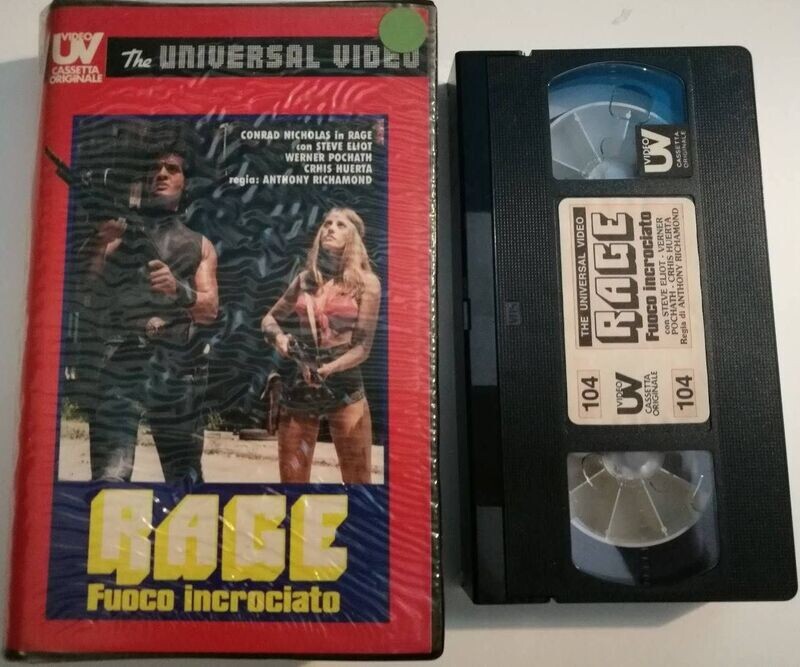 VIDEO
UV
CASSETTA
ORIGINALE
The UNIVERSAL VIDEO
CONRAD NICHOLAS in RAGE
con STEVE ELIOT
WERNER POCHATH
CRHIS HUERTA
regia: ANTHONY RICHAMOND
RAGE
Fuoco incrociato
VIDEO
UV
CASSETTA
ORIGINALE
THE UNIVERSAL VIDEO
RAGE
Fuoco incrociato
con STEVE ELIOT - VERNER
POCHATH - CRHIS HUERTA
Regia di ANTHONY RICHAMOND
104
VIDEO
UV
CASSETTA
ORIGINALE
104
VHS